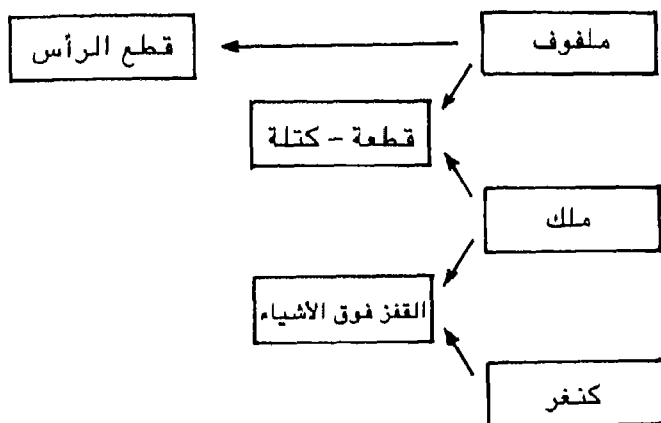 ملفوف
قطع الرأس
قطعة - كتلة
ملك
القفز فوق الأشياء
كنغر